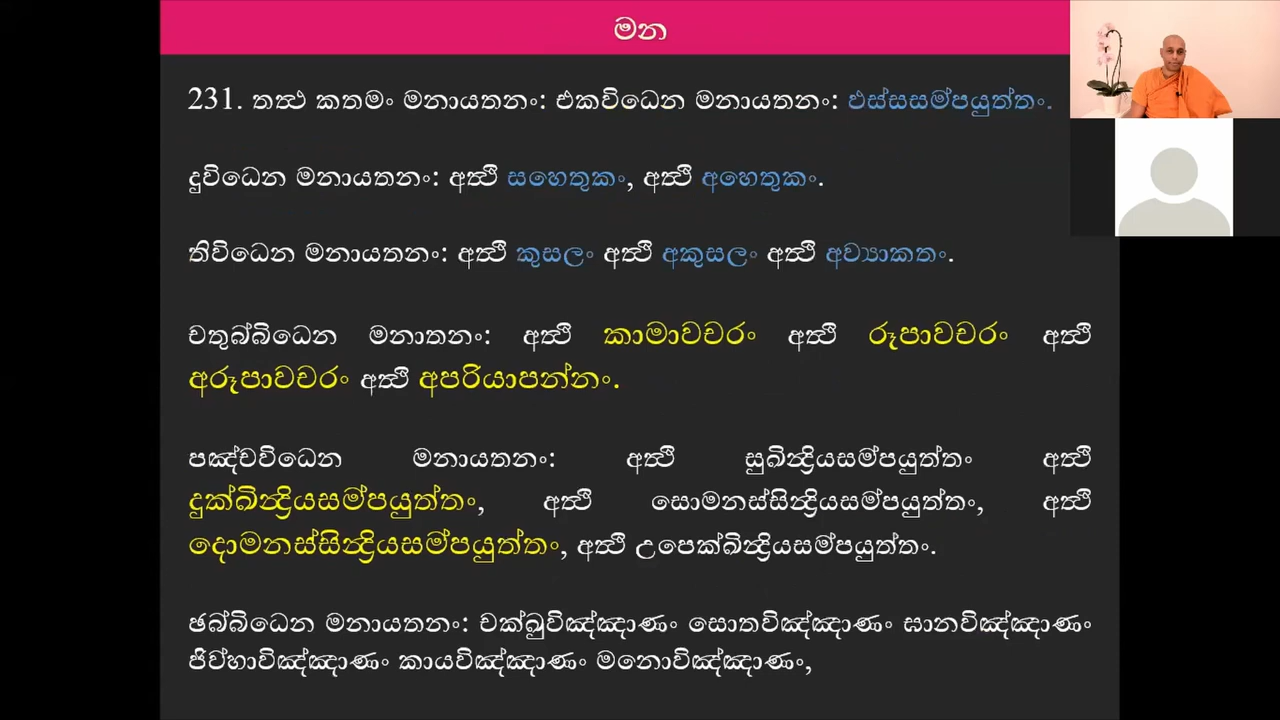 මන
231. තත්‍ථ කතමං මනායතනං: එකවිධෙන මනායතනං: ඵස්සසම්පයුත්තං.
දුවිධෙන මනායතනං: අත්‍ථි සහෙතුකං, අත්‍ථි අහෙතුකං.
තිවිධෙන මනායතනං: අත්‍ථි කුසලං අත්‍ථි අකුසලං අත්‍ථි අව්‍යාකතං.
චතුබ්බිධෙන මනාතනං: අත්‍ථි කාමාවචරං අත්‍ථි රූපාවචරං අත්‍ථි
අරූපාවචරං අත්‍ථි අපරියාපන්නං.
පඤ්චවිධෙන මනායතනං: අත්‍ථි සුඛින්‍ද්‍රියසම්පයුත්තං අත්‍ථි
දුක්ඛින්‍ද්‍රියසම්පයුත්තං, අත්‍ථි සොමනස්සින්‍ද්‍රියසම්පයුත්තං, අත්‍ථි
දොමනස්සින්‍ද්‍රියසම්පයුත්තං, අත්‍ථි උපෙක්ඛින්‍ද්‍රියසම්පයුත්තං.
ඡබ්බිධෙන මනායතනං: චක්ඛුවිඤ්ඤාණං සොතවිඤ්ඤාණං ඝානවිඤ්ඤාණං
ජිව්හාවිඤ්ඤාණං කායවිඤ්ඤාණං මනොවිඤ්ඤාණං,